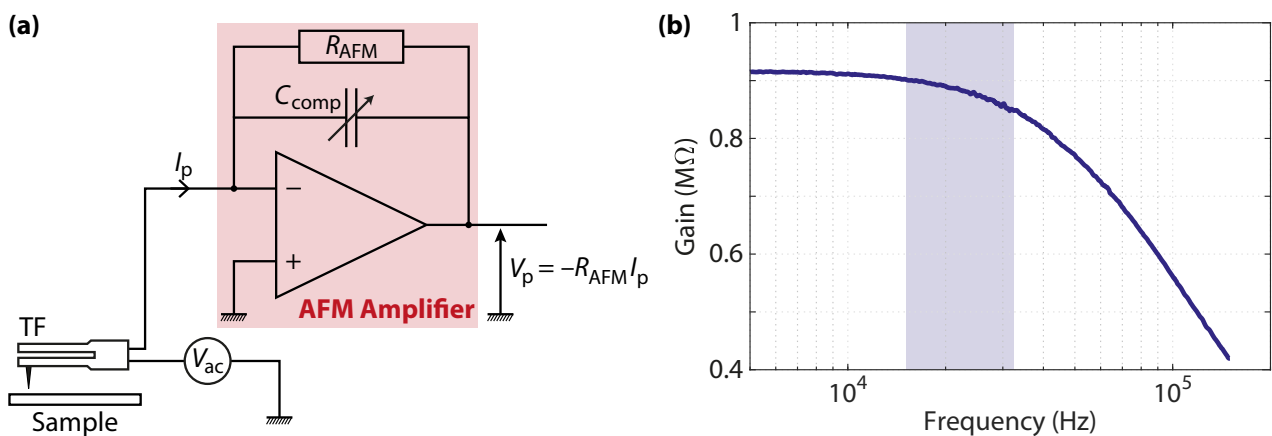 (a)
R_AFM
C_comp
I_p
−
+
V_p = −R_AFM I_p
AFM Amplifier
TF
V_ac
Sample
(b)
Gain (MΩ)
1
0.8
0.6
0.4
10^4
10^5
Frequency (Hz)